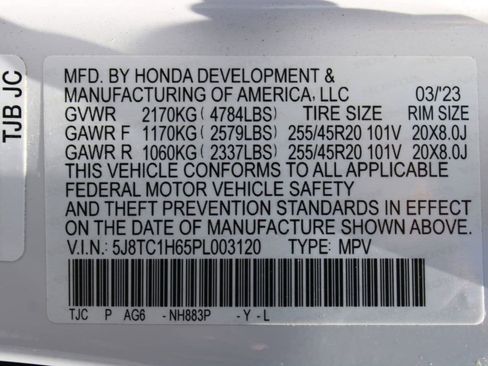 TJB JC
MFD. BY HONDA DEVELOPMENT &
MANUFACTURING OF AMERICA, LLC 03/'23
GVWR 2170KG ( 4784LBS) TIRE SIZE RIM SIZE
GAWR F 1170KG ( 2579LBS) 255/45R20 101V 20X8.0J
GAWR R 1060KG ( 2337LBS) 255/45R20 101V 20X8.0J
THIS VEHICLE CONFORMS TO ALL APPLICABLE
FEDERAL MOTOR VEHICLE SAFETY
AND THEFT PREVENTION STANDARDS IN EFFECT
ON THE DATE OF MANUFACTURE SHOWN ABOVE.
V.I.N.: 5J8TC1H65PL003120 TYPE: MPV
TJC P AG6 - NH883P - Y - L